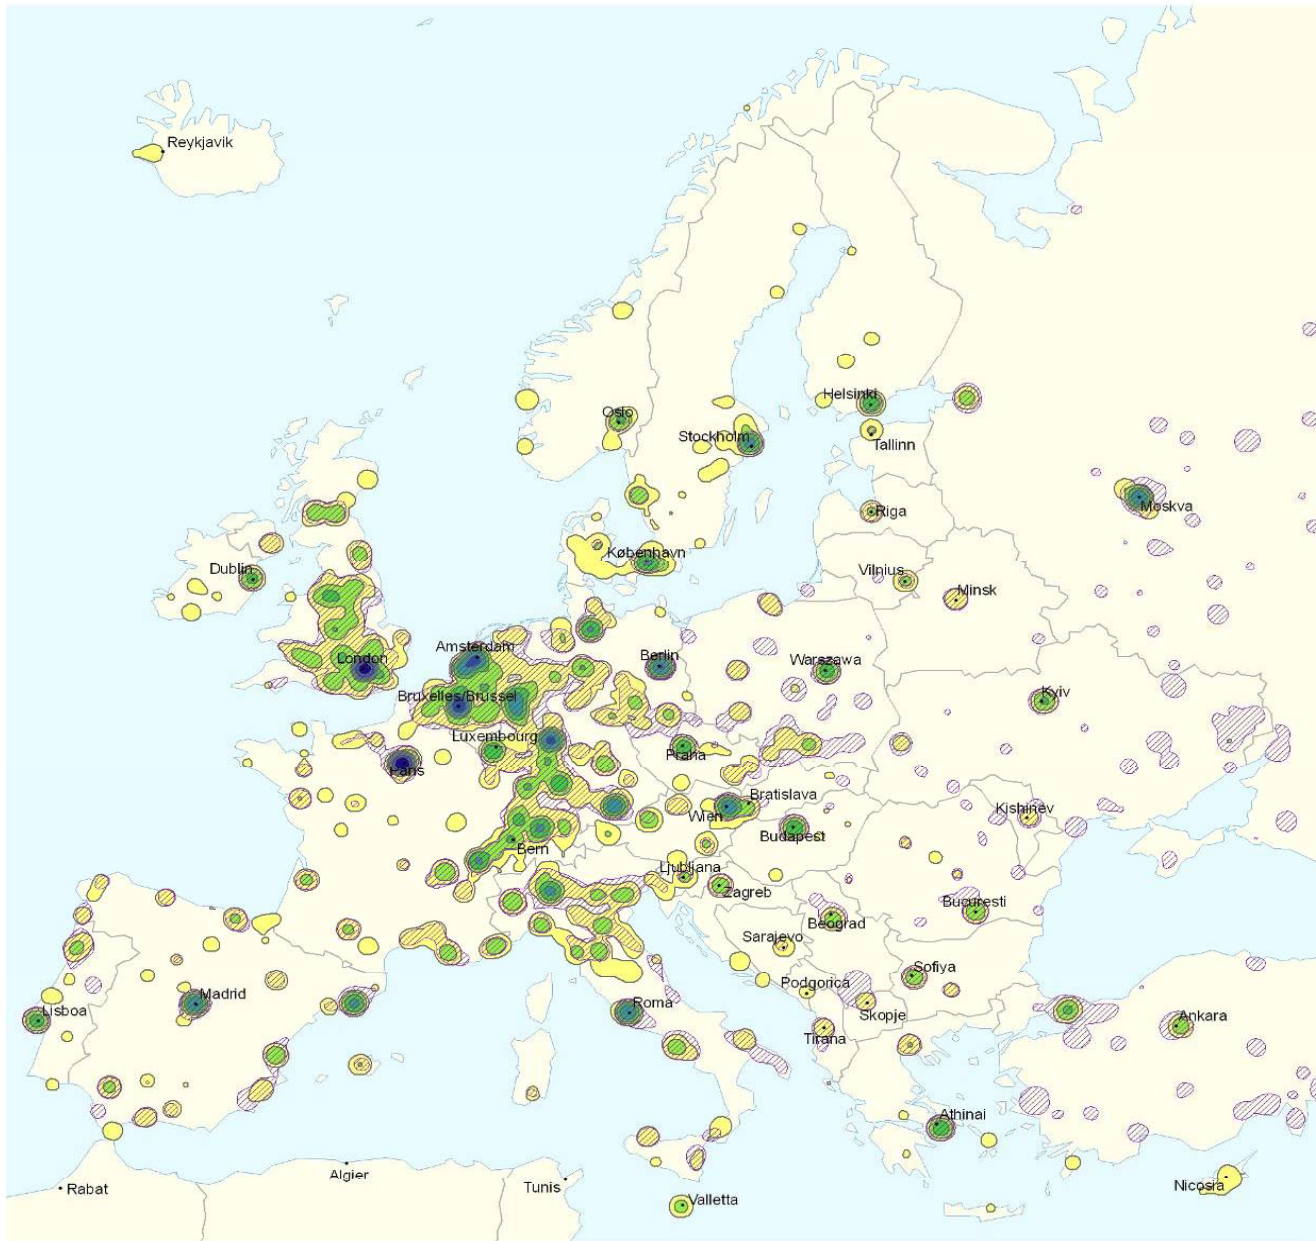 Reykjavik
Helsinki
Oslo
Stockholm
Tallinn
Moskva
Riga
København
Dublin
Vilnius
Minsk
Amsterdam
London
Berlin
Warszawa
Bruxelles/Brüssel
Kyiv
Luxembourg
Praha
Paris
Bratislava
Wien
Kishinev
Budapest
Bern
Ljubljana
Zagreb
Bucuresti
Beograd
Sarajevo
Sofiya
Podgorica
Madrid
Roma
Skopje
Lisboa
Ankara
Tirana
Athinai
Algier
Tunis
Nicosia
Rabat
Valletta